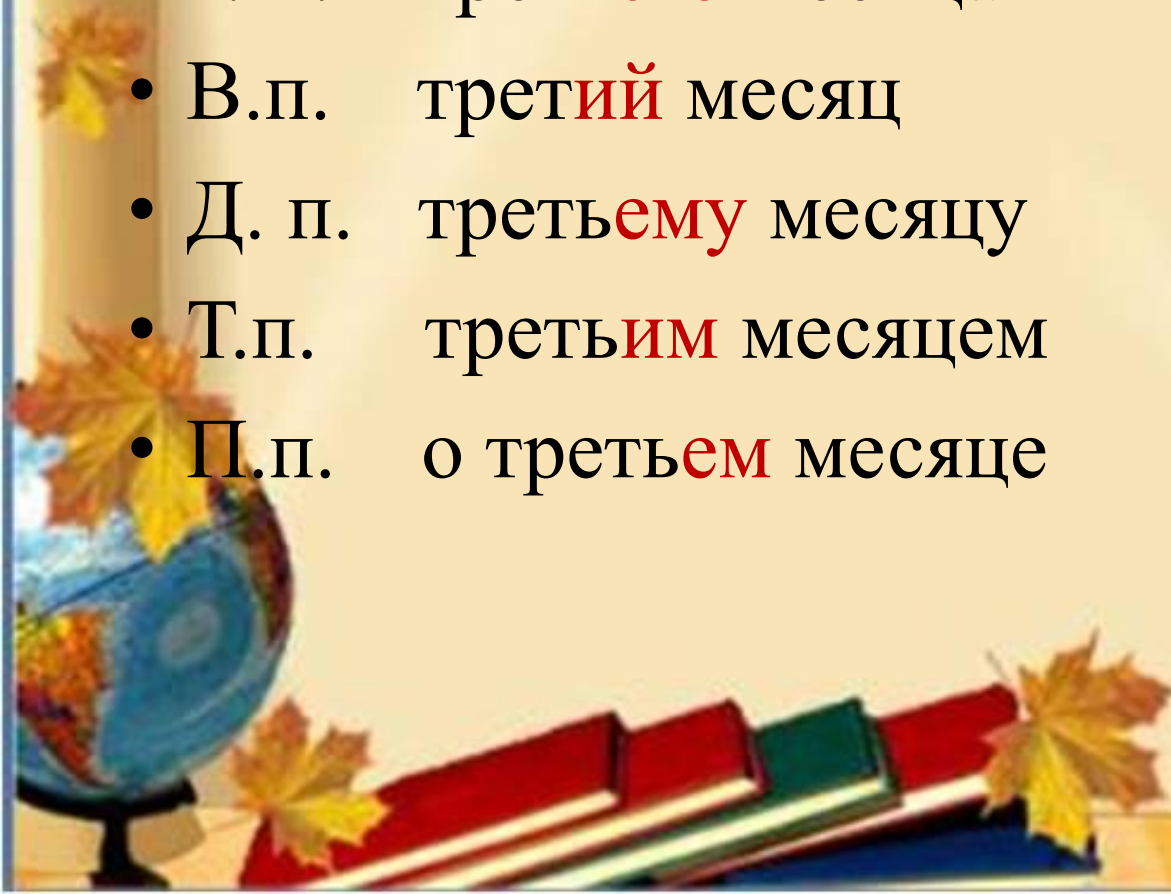 • В.п. третий месяц
• Д. п. третьему месяцу
• Т.п. третьим месяцем
• П.п. о третьем месяце